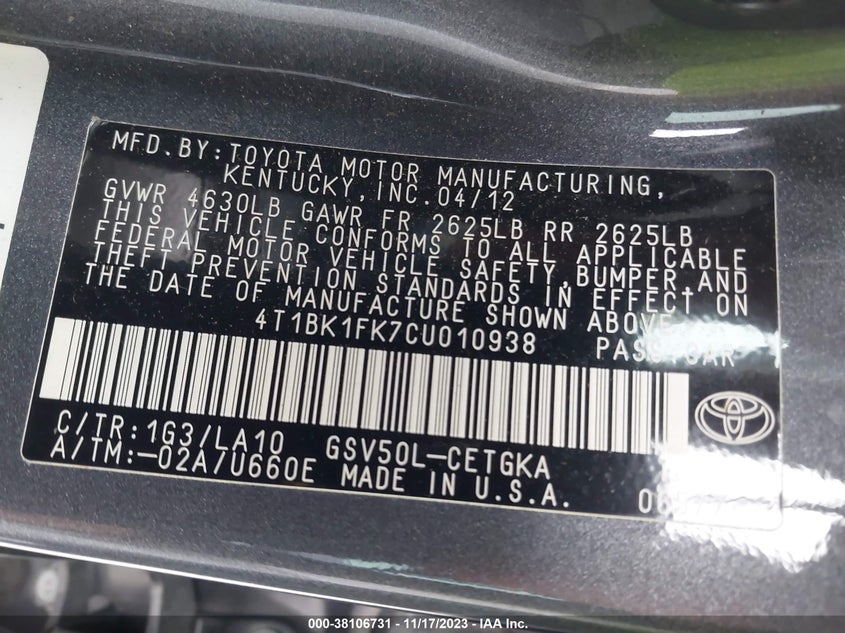 MFD.BY:TOYOTA MOTOR MANUFACTURING,
KENTUCKY,INC.04/12
GVWR 4630LB GAWR FR 2625LB RR 2625LB
THIS VEHICLE CONFORMS TO ALL APPLICABLE
FEDERAL MOTOR VEHICLE SAFETY,BUMPER,AND
THEFT PREVENTION STANDARDS IN EFFECT ON
THE DATE OF MANUFACTURE SHOWN ABOVE.
4T1BK1FK7CU010938 PASS.CAR
C/TR:1G3/LA10 GSV50L-CETGKA
A/TM:-02A/U660E MADE IN U.S.A.
000-38106731 - 11/17/2023 - IAA Inc.